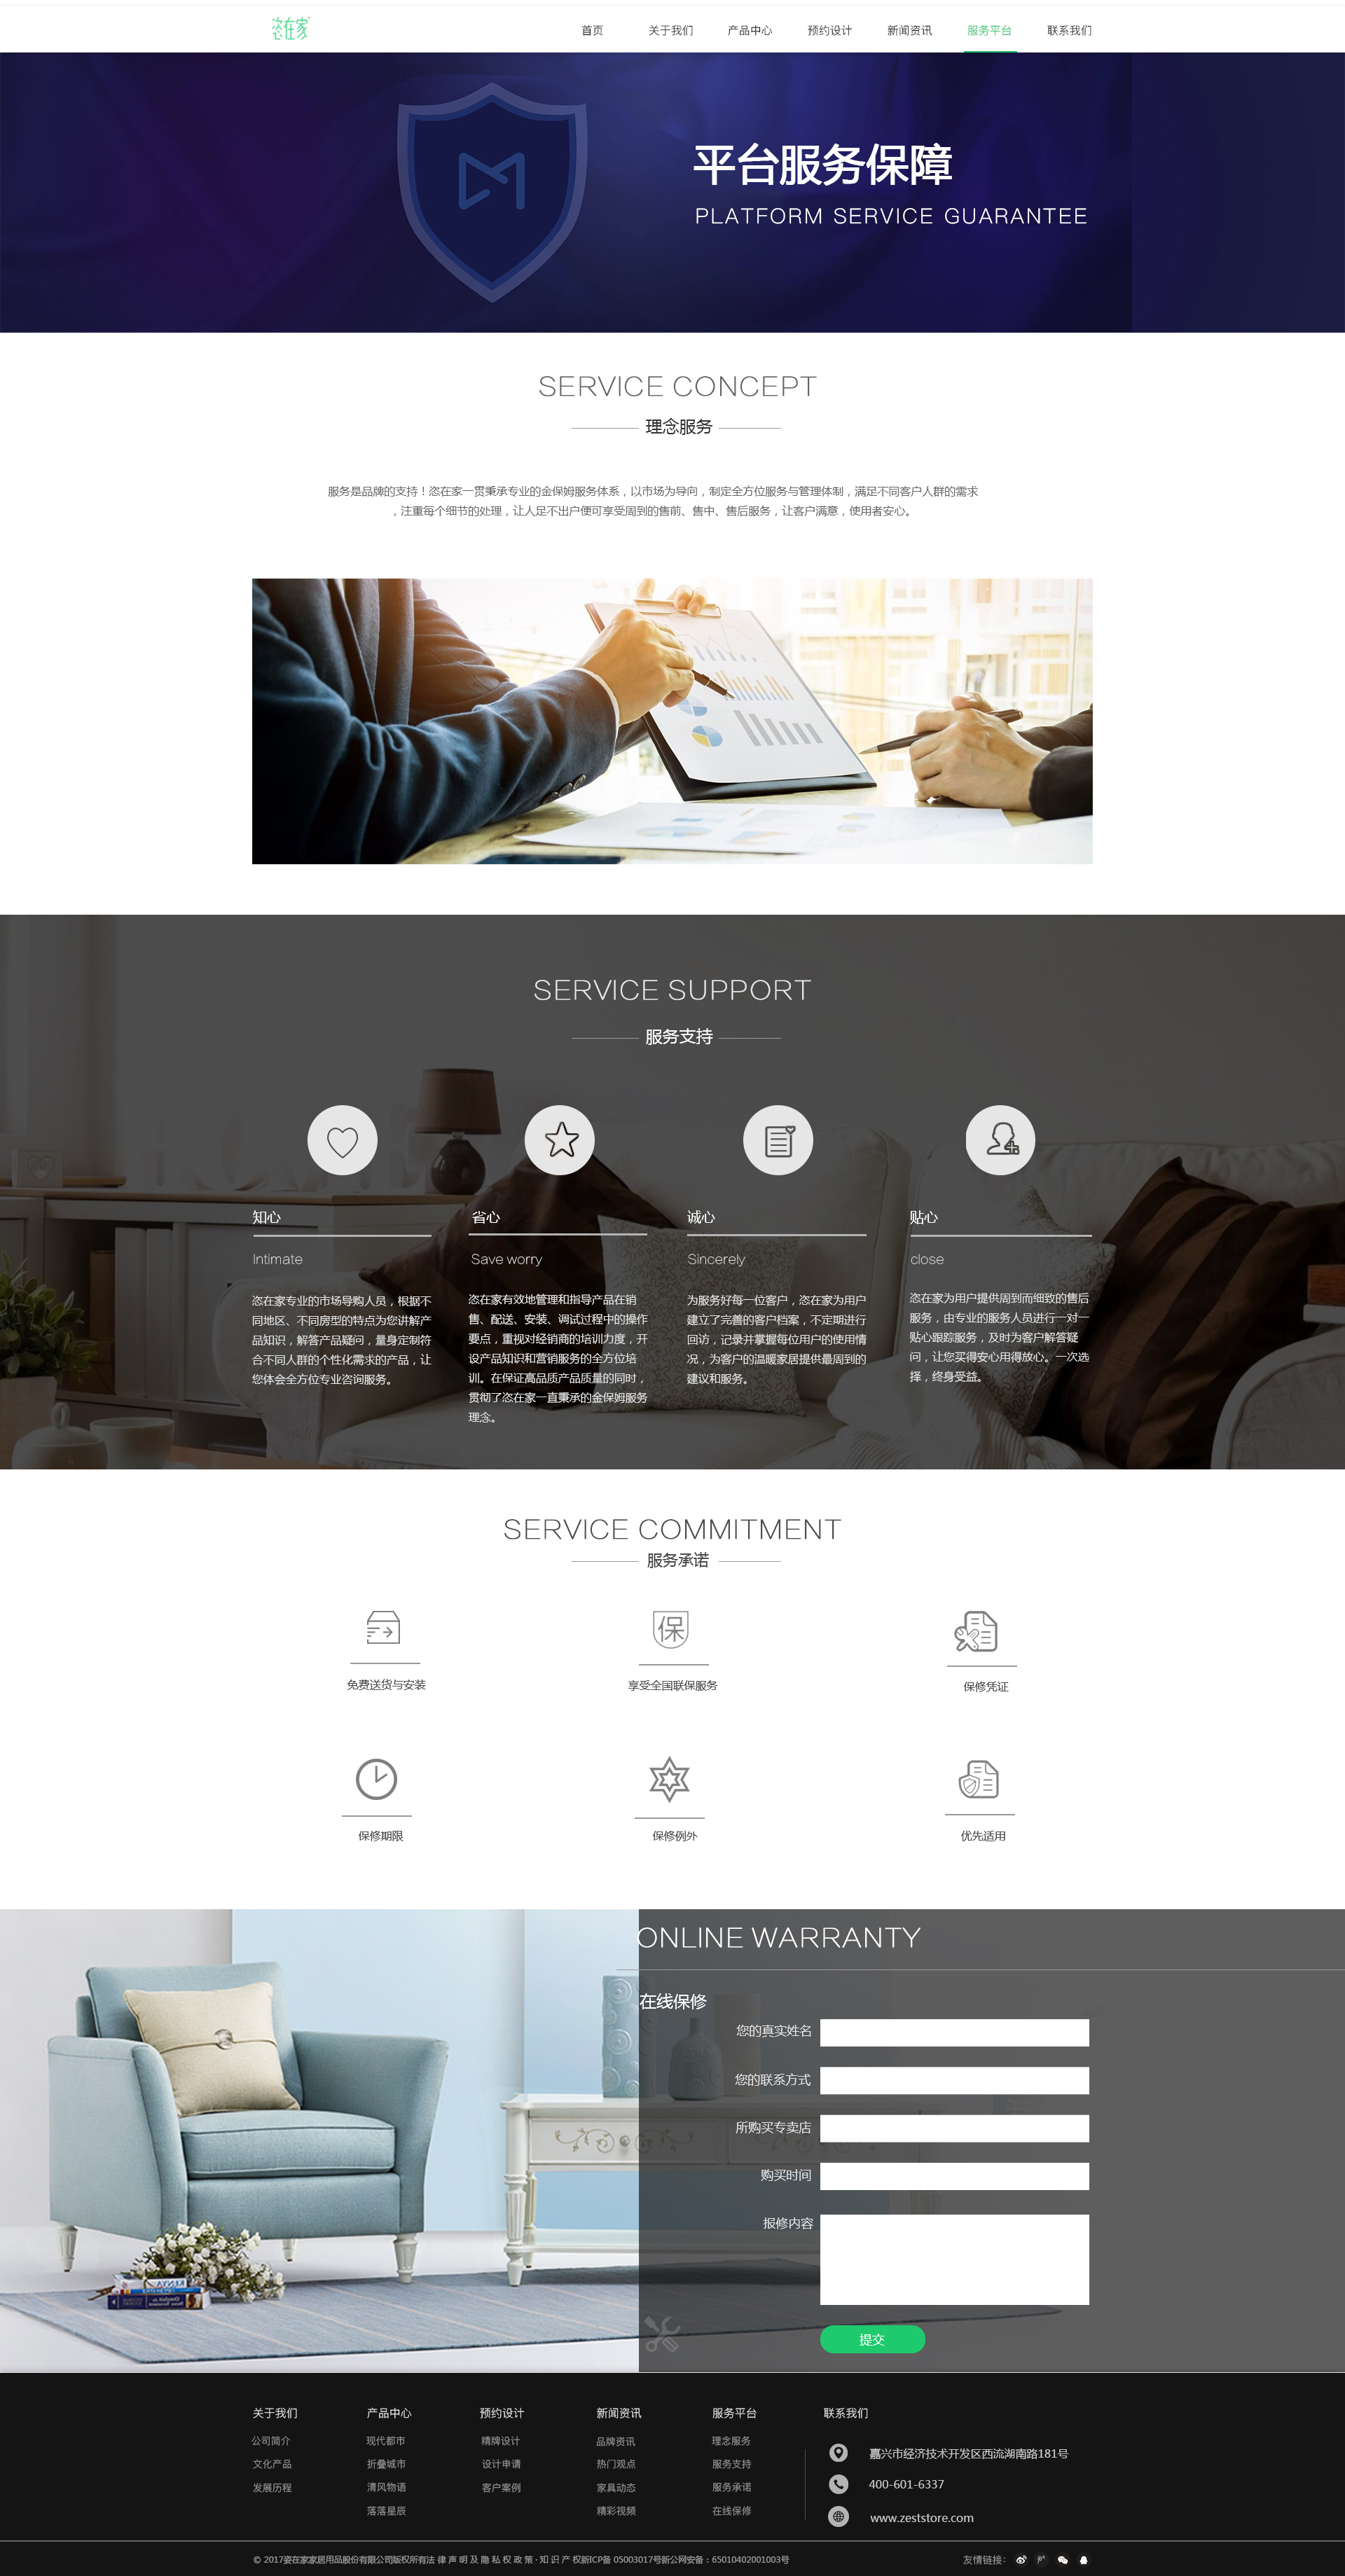 恣在家
首页 关于我们 产品中心 预约设计 新闻资讯 服务平台 联系我们
平台服务保障
PLATFORM SERVICE GUARANTEE
SERVICE CONCEPT
理念服务
服务是品牌的支持！恣在家一贯秉承专业的金保姆服务体系，以市场为导向，制定全方位服务与管理体制，满足不同客户人群的需求
，注重每个细节的处理，让人足不出户便可享受周到的售前、售中、售后服务，让客户满意，使用者安心。
SERVICE SUPPORT
服务支持
知心
Intimate
恣在家专业的市场导购人员，根据不
同地区、不同房型的特点为您讲解产
品知识，解答产品疑问，量身定制符
合不同人群的个性化需求的产品，让
您体会全方位专业咨询服务。
省心
Save worry
恣在家有效地管理和指导产品在销
售、配送、安装、调试过程中的操作
要点，重视对经销商的培训力度，开
设产品知识和营销服务的全方位培
训。在保证高品质产品质量的同时，
贯彻了恣在家一直秉承的金保姆服务
理念。
诚心
Sincerely
为服务好每一位客户，恣在家为用户
建立了完善的客户档案，不定期进行
回访，记录并掌握每位用户的使用情
况，为客户的温暖家居提供最周到的
建议和服务。
贴心
close
恣在家为用户提供周到而细致的售后
服务，由专业的服务人员进行一对一
贴心跟踪服务，及时为客户解答疑
问，让您买得安心用得放心。一次选
择，终身受益。
SERVICE COMMITMENT
服务承诺
免费送货与安装
保
享受全国联保服务
保修凭证
保修期限
保修例外
优先适用
ONLINE WARRANTY
在线保修
您的真实姓名
您的联系方式
所购买专卖店
购买时间
报修内容
提交
关于我们
公司简介
文化产品
发展历程
产品中心
现代都市
折叠城市
清风物语
落落星辰
预约设计
精牌设计
设计申请
客户案例
新闻资讯
品牌资讯
热门观点
家具动态
精彩视频
服务平台
理念服务
服务支持
服务承诺
在线保修
联系我们
嘉兴市经济技术开发区西流湖南路181号
400-601-6337
www.zeststore.com
© 2017姿在家家居用品股份有限公司版权所有法 律 声 明 及 隐 私 权 政 策 · 知 识 产 权新ICP备 05003017号新公网安备：65010402001003号
友情链接：